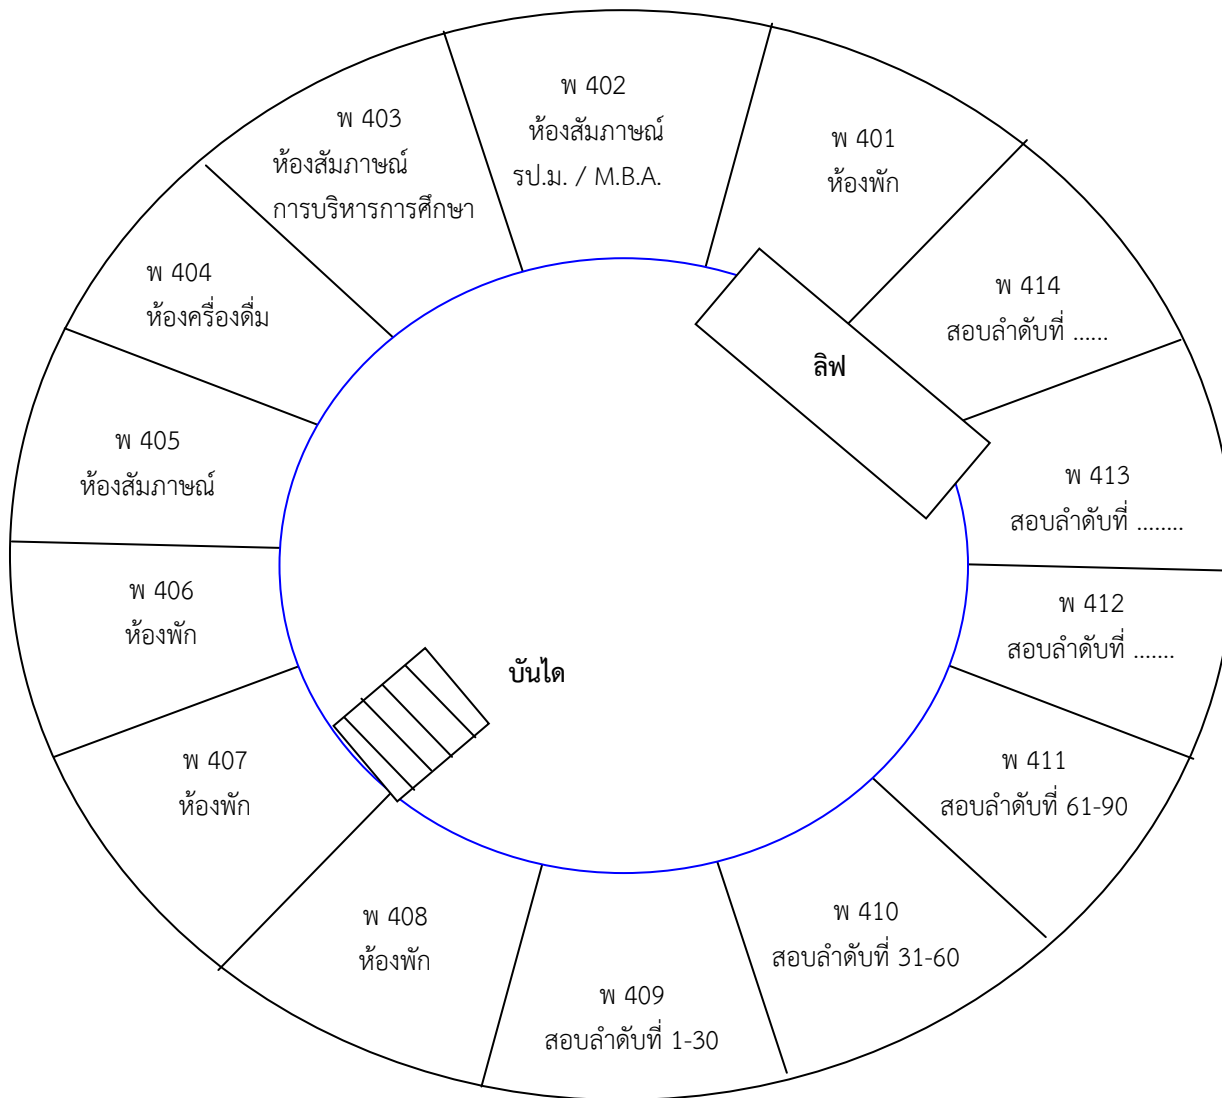 พ 402
ห้องสัมภาษณ์
รป.ม. / M.B.A.
พ 403
ห้องสัมภาษณ์
การบริหารการศึกษา
พ 401
ห้องพัก
พ 404
ห้องครื่องดื่ม
พ 414
สอบลำดับที่ ......
ลิฟ
พ 405
ห้องสัมภาษณ์
พ 413
สอบลำดับที่ ........
พ 406
ห้องพัก
พ 412
สอบลำดับที่ .......
บันได
พ 407
ห้องพัก
พ 411
สอบลำดับที่ 61-90
พ 408
ห้องพัก
พ 410
สอบลำดับที่ 31-60
พ 409
สอบลำดับที่ 1-30